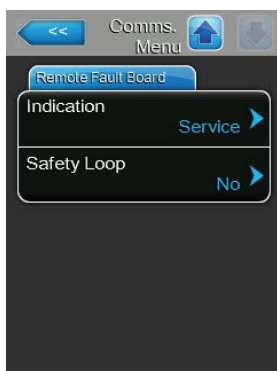 <<
Comms.
Menu
Remote Fault Board
Indication
Service
Safety Loop
No